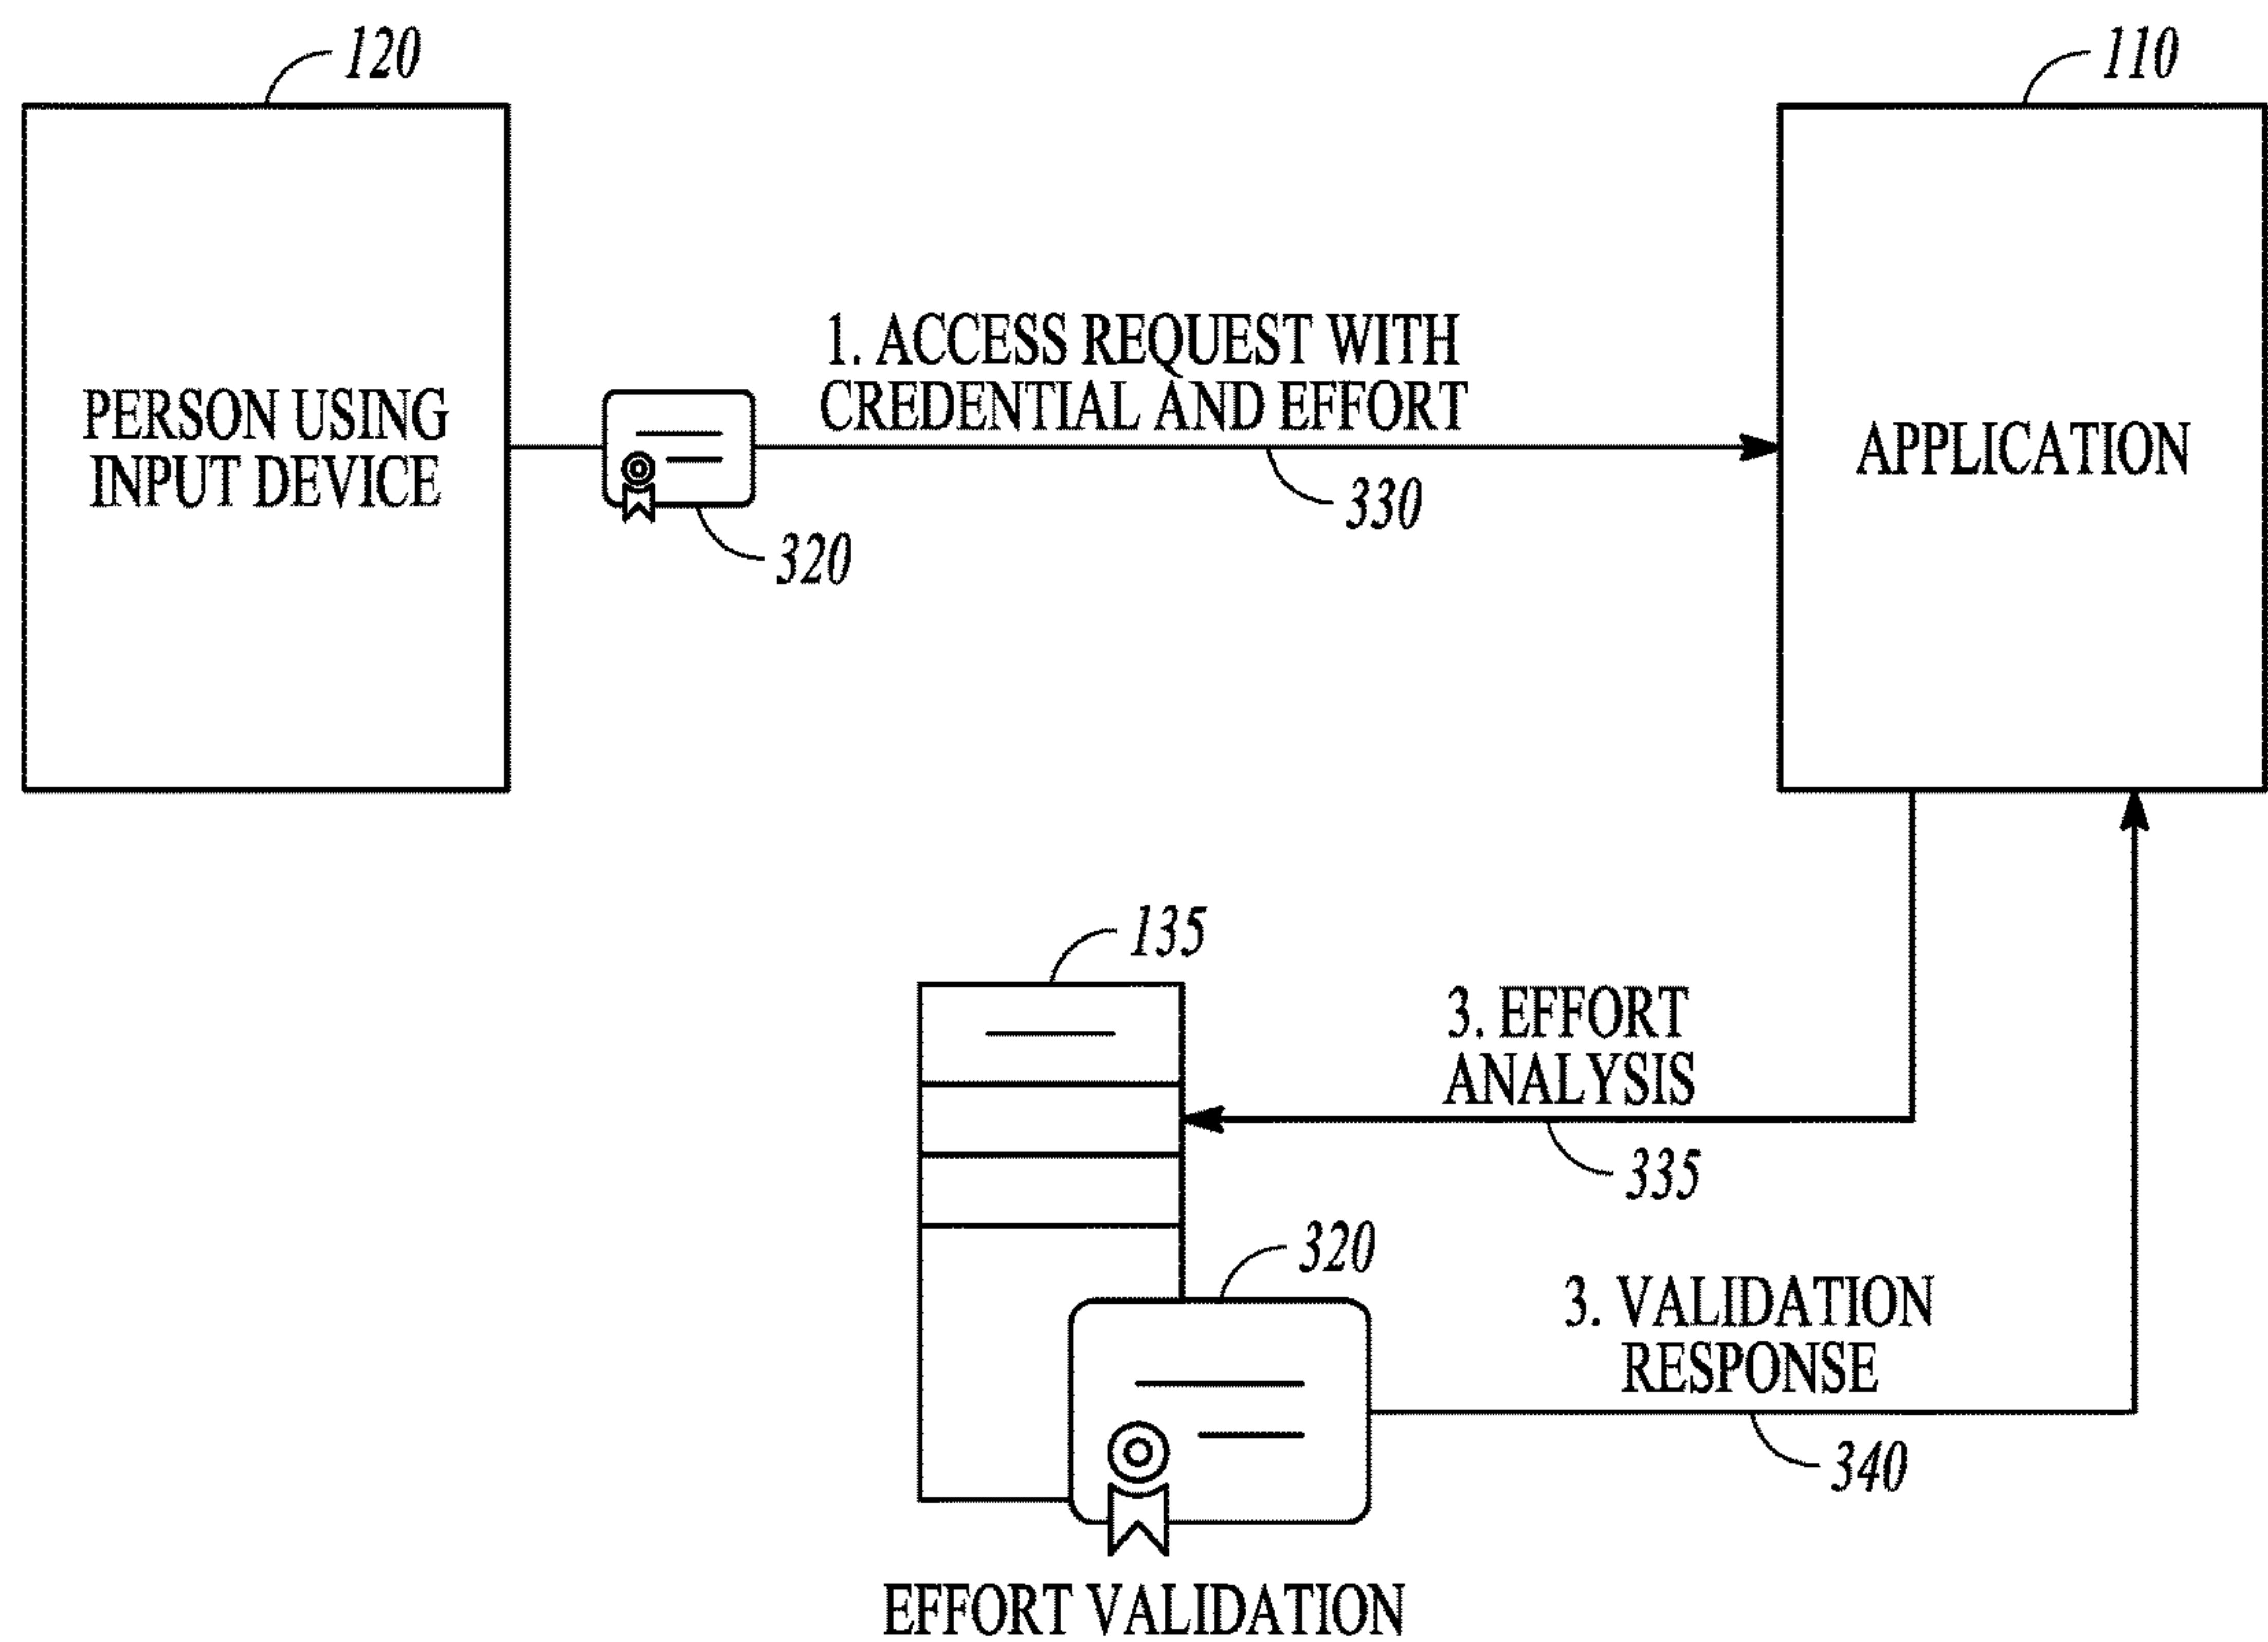 120
110
1. ACCESS REQUEST WITH
CREDENTIAL AND EFFORT
PERSON USING
INPUT DEVICE
APPLICATION
330
320
135
3. EFFORT
ANALYSIS
335
320
3. VALIDATION
RESPONSE
340
EFFORT VALIDATION